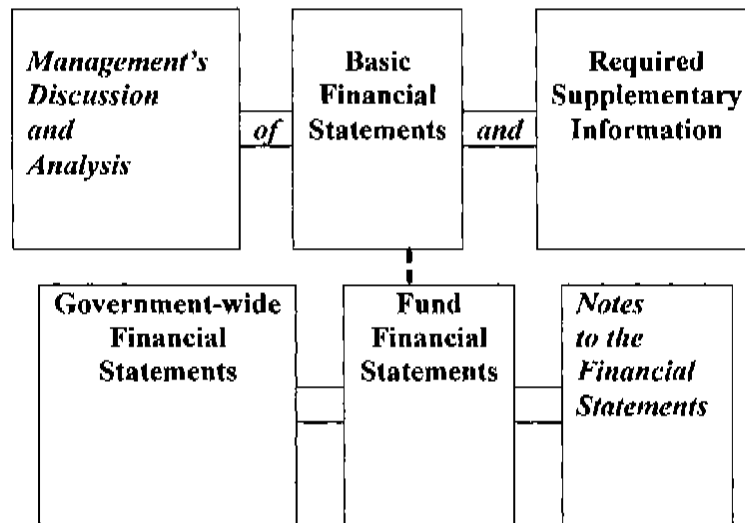 Management's
Discussion
and
Analysis
of
Basic
Financial
Statements
and
Required
Supplementary
Information
Government-wide
Financial
Statements
Fund
Financial
Statements
Notes
to the
Financial
Statements